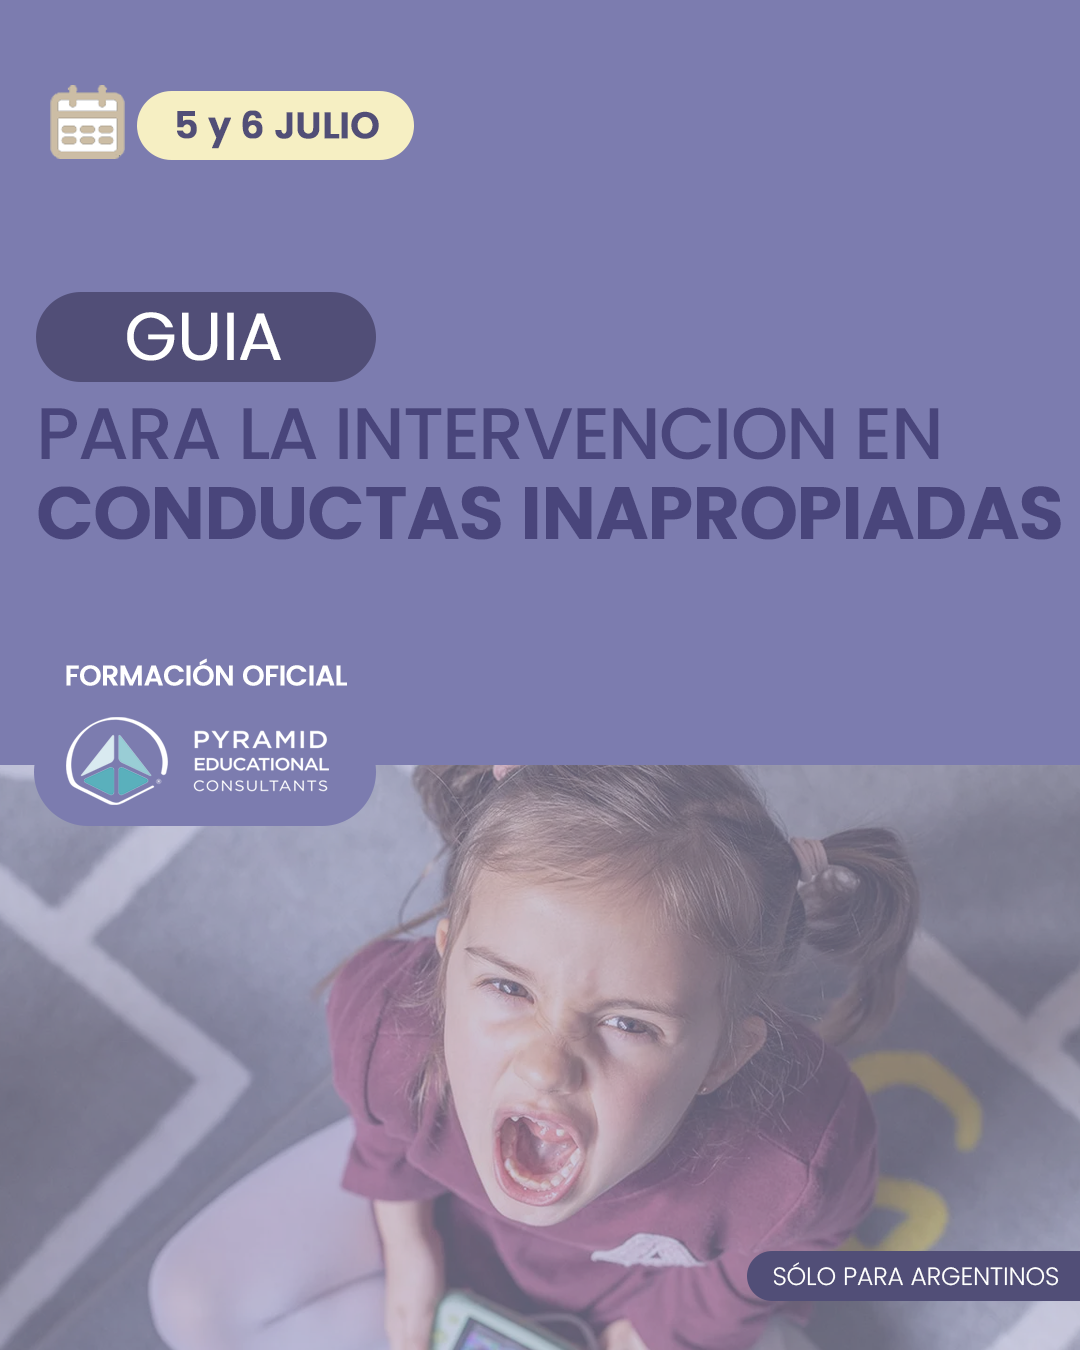 5 y 6 JULIO
GUIA
PARA LA INTERVENCION EN
CONDUCTAS INAPROPIADAS
FORMACIÓN OFICIAL
PYRAMID
EDUCATIONAL
CONSULTANTS
SÓLO PARA ARGENTINOS